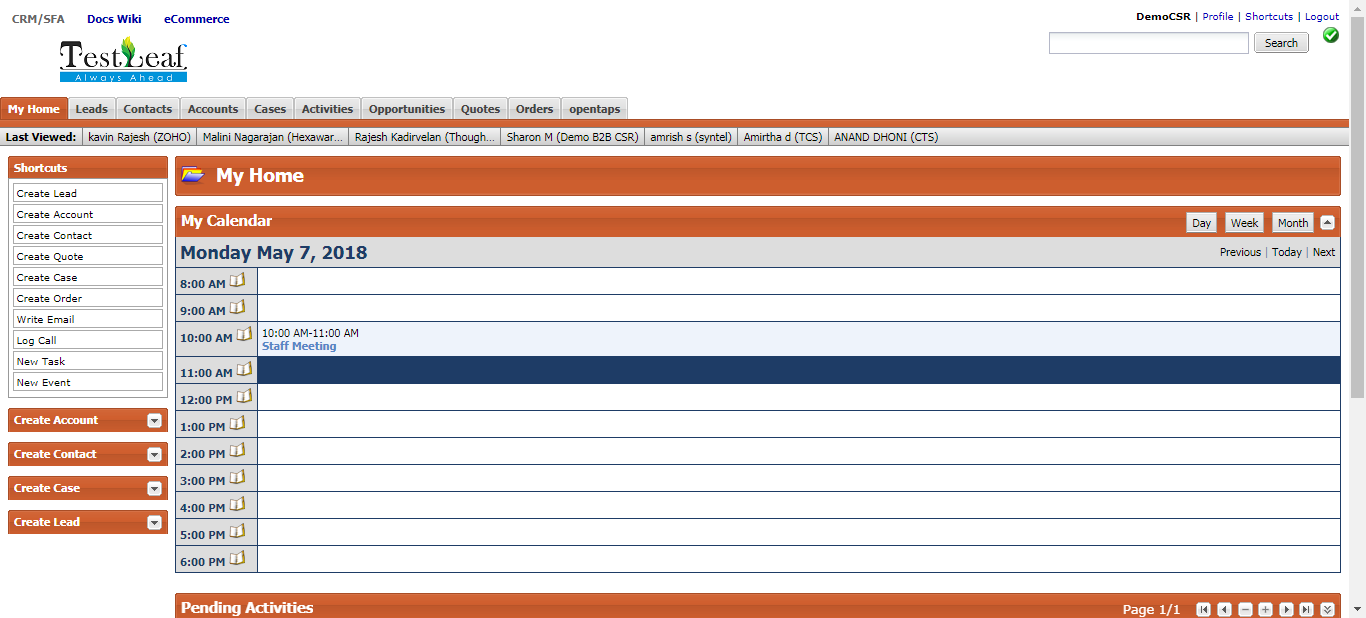 CRM/SFA Docs Wiki eCommerce
DemoCSR | Profile | Shortcuts | Logout
TestLeaf
Always Ahead
Search
My Home Leads Contacts Accounts Cases Activities Opportunities Quotes Orders opentaps
Last Viewed: kavin Rajesh (ZOHO) Malini Nagarajan (Hexawar... Rajesh Kadirvelan (Though... Sharon M (Demo B2B CSR) amrish s (syntel) Amirtha d (TCS) ANAND DHONI (CTS)
Shortcuts
Create Lead
Create Account
Create Contact
Create Quote
Create Case
Create Order
Write Email
Log Call
New Task
New Event
Create Account
Create Contact
Create Case
Create Lead
My Home
My Calendar
Day Week Month
Monday May 7, 2018
Previous | Today | Next
8:00 AM
9:00 AM
10:00 AM
10:00 AM-11:00 AM
Staff Meeting
11:00 AM
12:00 PM
1:00 PM
2:00 PM
3:00 PM
4:00 PM
5:00 PM
6:00 PM
Pending Activities
Page 1/1